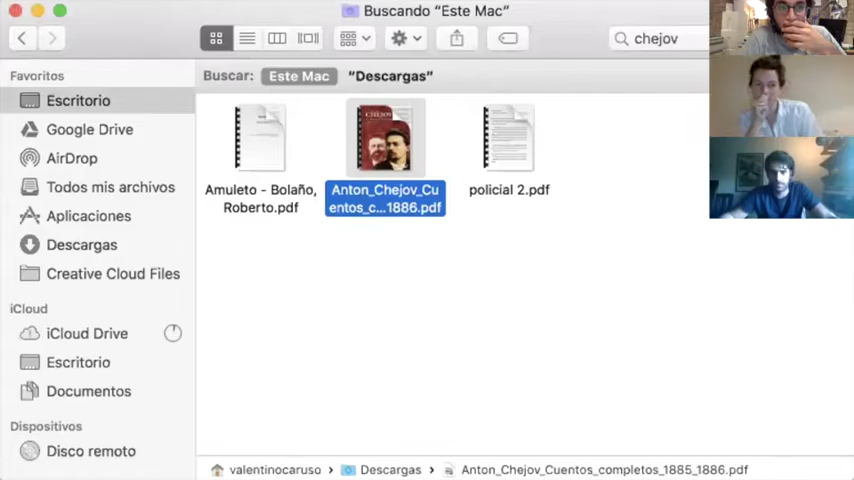 Buscando “Este Mac”
chejov
Favoritos
Escritorio
Google Drive
AirDrop
Todos mis archivos
Aplicaciones
Descargas
Creative Cloud Files
iCloud
iCloud Drive
Escritorio
Documentos
Dispositivos
Disco remoto
Buscar: Este Mac “Descargas”
Amuleto - Bolaño,
Roberto.pdf
CHEJOV
Anton_Chejov_Cu
entos_c...1886.pdf
policial 2.pdf
valentinocaruso › Descargas › Anton_Chejov_Cuentos_completos_1885_1886.pdf